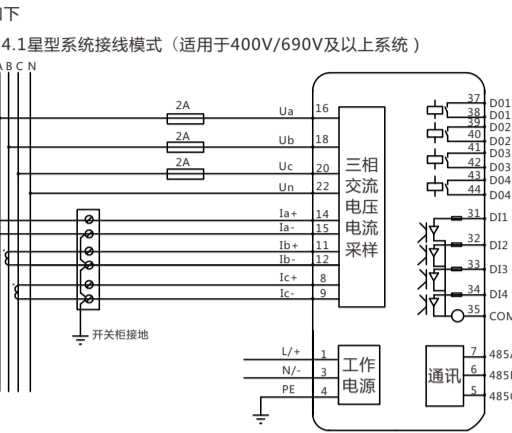 下
4.1星型系统接线模式（适用于400V/690V及以上系统）
A B C N
2A
Ua 16
2A
Ub 18
2A
Uc 20
Un 22
Ia+ 14
Ia- 15
Ib+ 11
Ib- 12
Ic+ 8
Ic- 9
三相
交流
电压
电流
采样
开关柜接地
L/+ 1
N/- 3
PE 4
工作
电源
37 D01
38 D01
39 D02
40 D02
41 D03
42 D03
43 D04
44 D04
31 DI1
32 DI2
33 DI3
34 DI4
35 COM
通讯
7 485A
6 485B
5 485G